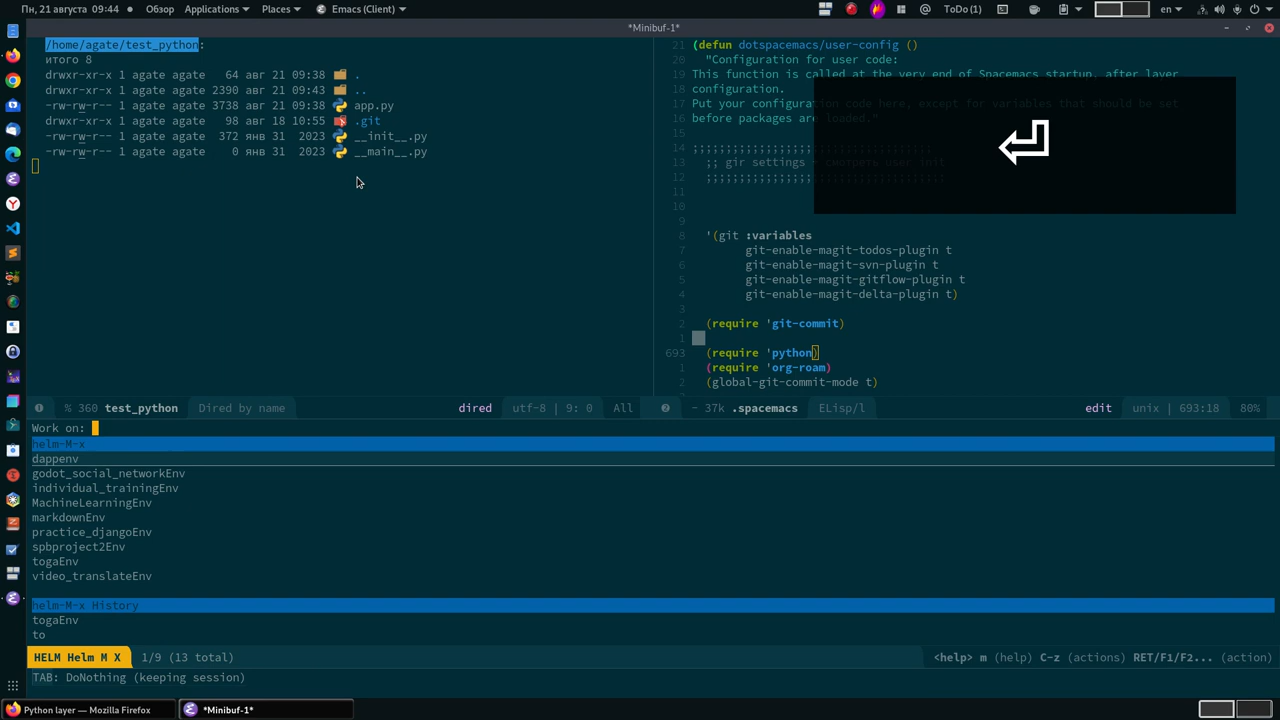 Пн, 21 августа 09:44 Обзор Applications Places Emacs (Client) @ ToDo (1) en
*Minibuf-1*
/home/agate/test_python:
итого 8
drwxr-xr-x 1 agate agate 64 авг 21 09:38 .
drwxr-xr-x 1 agate agate 2390 авг 21 09:43 ..
-rw-rw-r-- 1 agate agate 3738 авг 21 09:38 app.py
drwxr-xr-x 1 agate agate 98 авг 18 10:55 .git
-rw-rw-r-- 1 agate agate 372 янв 31 2023 __init__.py
-rw-rw-r-- 1 agate agate 0 янв 31 2023 __main__.py
21 (defun dotspacemacs/user-config ()
20 "Configuration for user code:
19 This function is called at the very end of Spacemacs startup, after layer
18 configuration.
17 Put your configuration code here, except for variables that should be set
16 before packages are loaded."
15
14 ;;;;;;;;;;;;;;;;;;;;;;;;;;;;;;;;;;;;
13 ;; gir settings - смотреть user init
12 ;;;;;;;;;;;;;;;;;;;;;;;;;;;;;;;;;;;;
11
10
9
8 '(git :variables
7 git-enable-magit-todos-plugin t
6 git-enable-magit-svn-plugin t
5 git-enable-magit-gitflow-plugin t
4 git-enable-magit-delta-plugin t)
3
2 (require 'git-commit)
1
693 (require 'python)
1 (require 'org-roam)
2 (global-git-commit-mode t)
1 % 360 test_python Dired by name dired utf-8 | 9: 0 All
2 - 37k .spacemacs ELisp/l edit unix | 693:18 80%
Work on:
helm-M-x
dappenv
godot_social_networkEnv
individual_trainingEnv
MachineLearningEnv
markdownEnv
practice_djangoEnv
spbproject2Env
togaEnv
video_translateEnv
helm-M-x History
togaEnv
to
HELM Helm M X 1/9 (13 total) <help> m (help) C-z (actions) RET/F1/F2... (action)
TAB: DoNothing (keeping session)
Python layer — Mozilla Firefox *Minibuf-1*